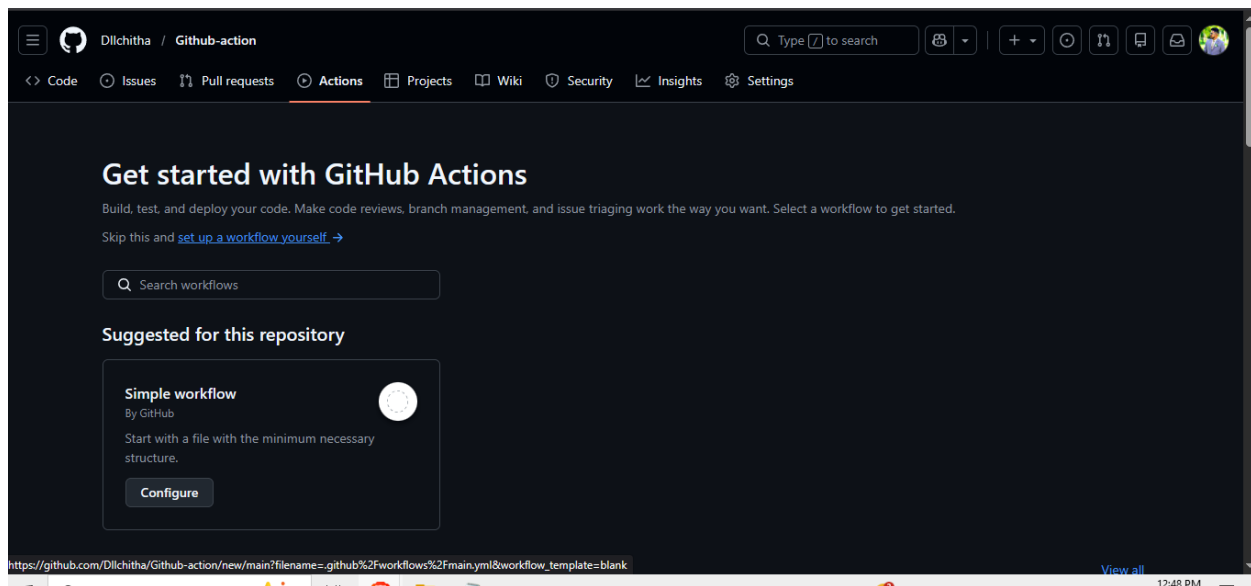 Dllchitha / Github-action
Type / to search
Code Issues Pull requests Actions Projects Wiki Security Insights Settings
Get started with GitHub Actions
Build, test, and deploy your code. Make code reviews, branch management, and issue triaging work the way you want. Select a workflow to get started.
Skip this and set up a workflow yourself →
Search workflows
Suggested for this repository
Simple workflow
By GitHub
Start with a file with the minimum necessary
structure.
Configure
https://github.com/Dllchitha/Github-action/new/main?filename=.github%2Fworkflows%2Fmain.yml&workflow_template=blank
View all
12:48 PM